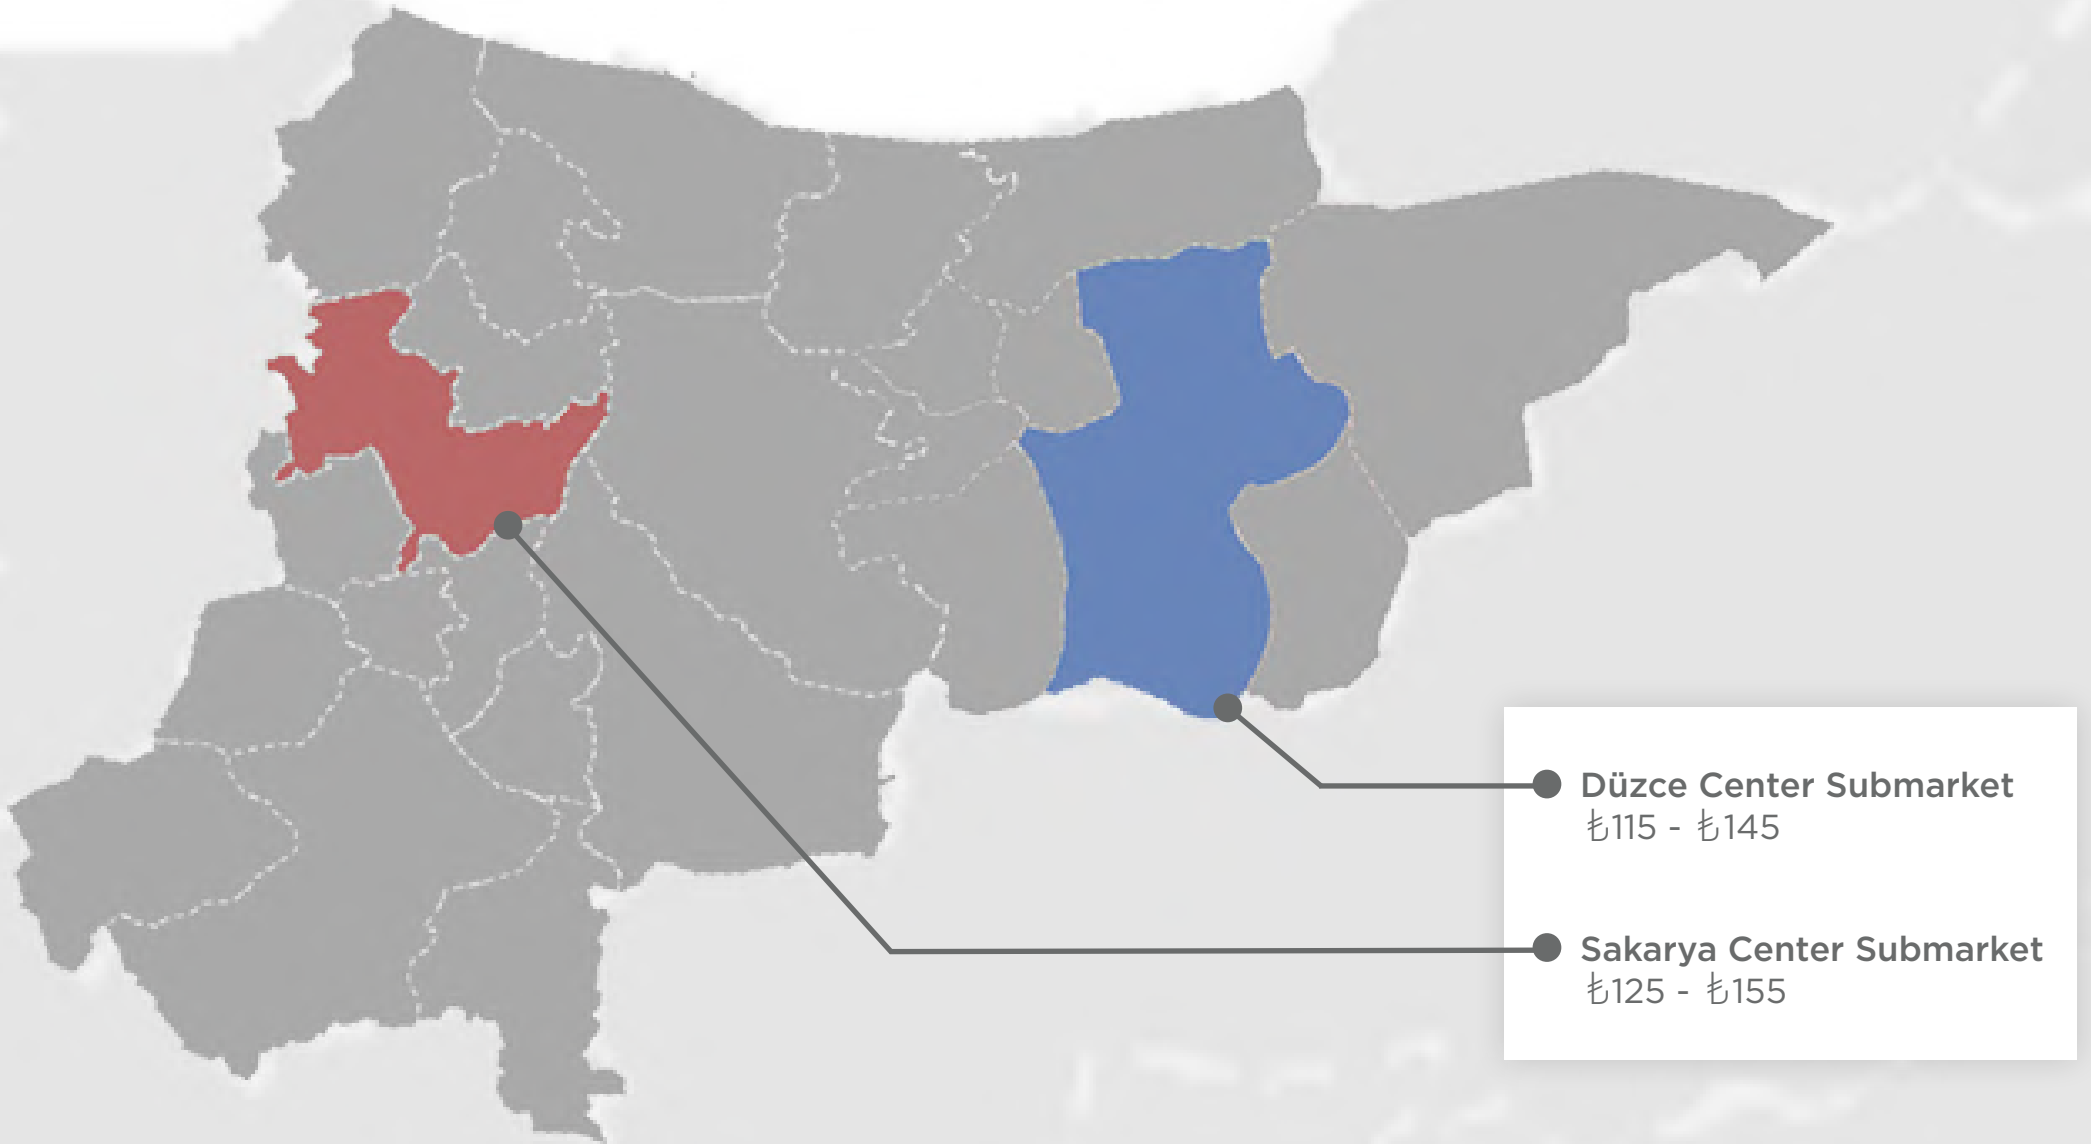 Düzce Center Submarket
₺115 - ₺145
Sakarya Center Submarket
₺125 - ₺155